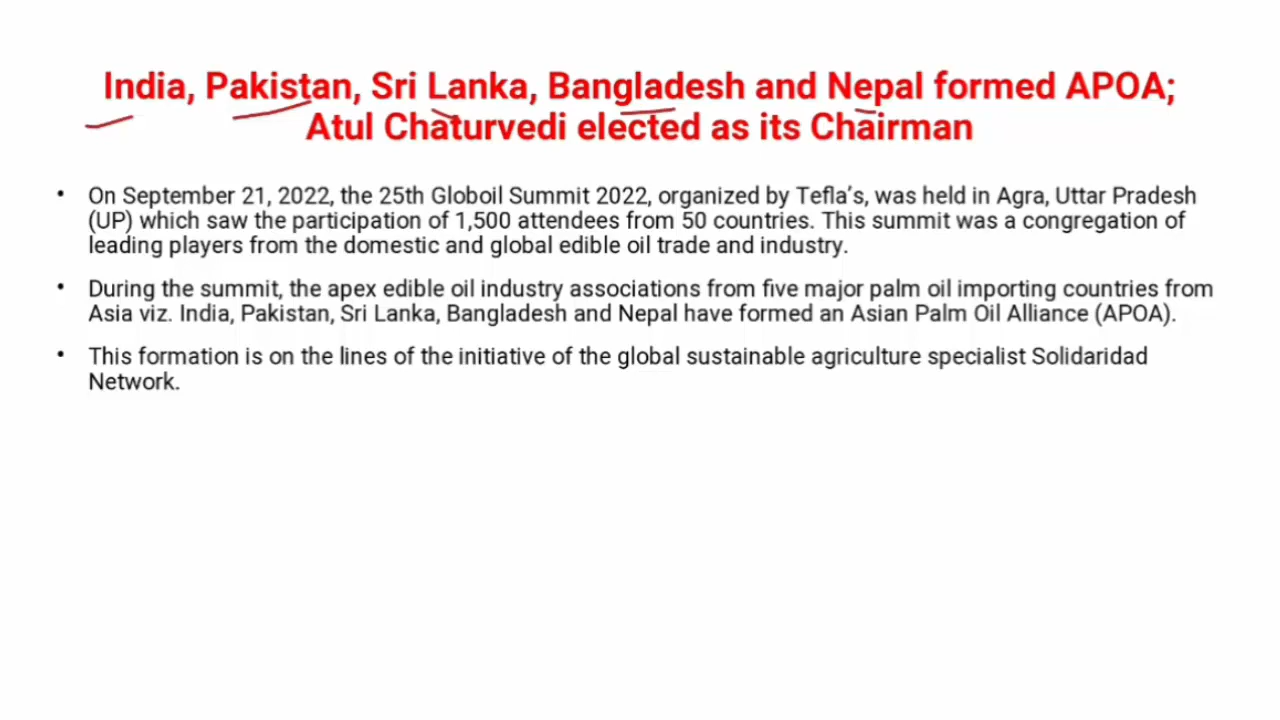 India, Pakistan, Sri Lanka, Bangladesh and Nepal formed APOA;
Atul Chaturvedi elected as its Chairman
• On September 21, 2022, the 25th Globoil Summit 2022, organized by Tefla's, was held in Agra, Uttar Pradesh
(UP) which saw the participation of 1,500 attendees from 50 countries. This summit was a congregation of
leading players from the domestic and global edible oil trade and industry.
• During the summit, the apex edible oil industry associations from five major palm oil importing countries from
Asia viz. India, Pakistan, Sri Lanka, Bangladesh and Nepal have formed an Asian Palm Oil Alliance (APOA).
• This formation is on the lines of the initiative of the global sustainable agriculture specialist Solidaridad
Network.